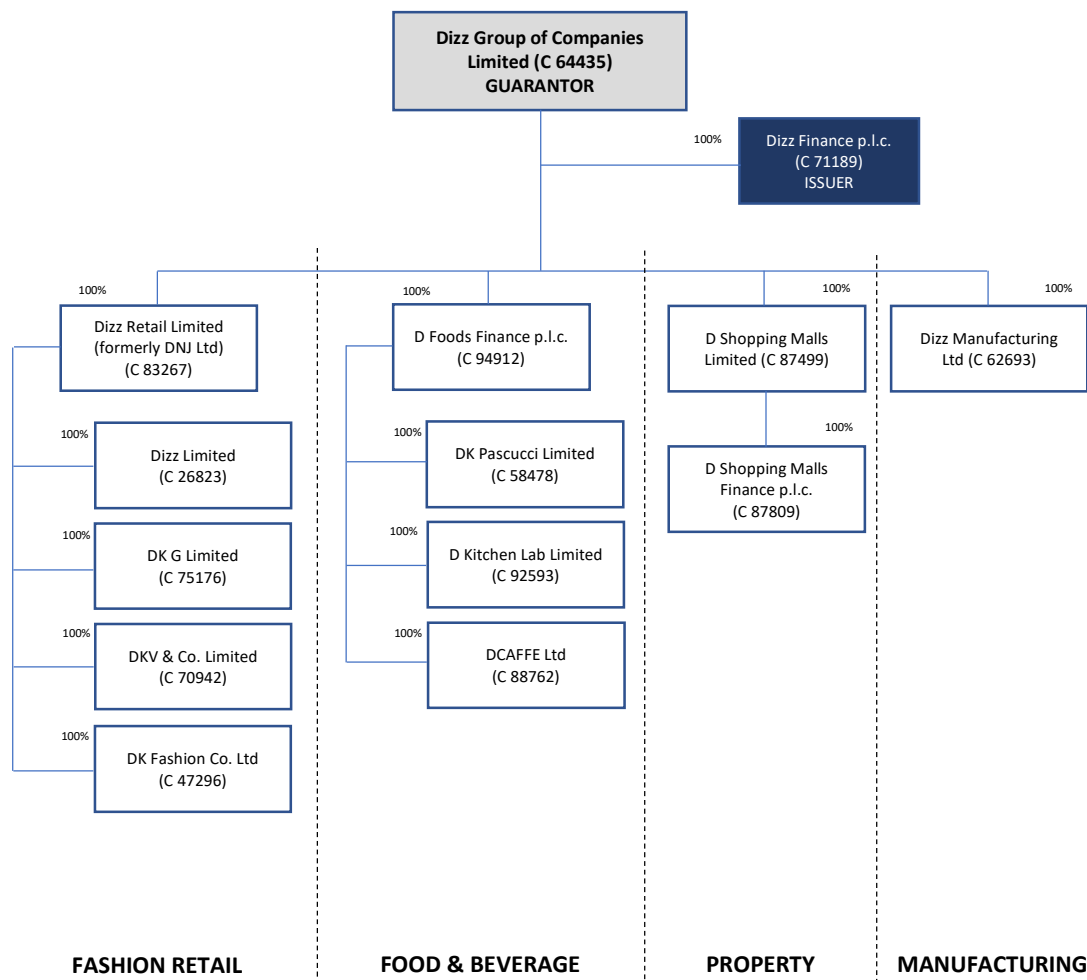 Dizz Group of Companies
Limited (C 64435)
GUARANTOR
100%
Dizz Finance p.l.c.
(C 71189)
ISSUER
100%
Dizz Retail Limited
(formerly DNJ Ltd)
(C 83267)
100%
Dizz Limited
(C 26823)
100%
DK G Limited
(C 75176)
100%
DKV & Co. Limited
(C 70942)
100%
DK Fashion Co. Ltd
(C 47296)
FASHION RETAIL
100%
D Foods Finance p.l.c.
(C 94912)
100%
DK Pascucci Limited
(C 58478)
100%
D Kitchen Lab Limited
(C 92593)
100%
DCAFFE Ltd
(C 88762)
FOOD & BEVERAGE
100%
D Shopping Malls
Limited (C 87499)
100%
D Shopping Malls
Finance p.l.c.
(C 87809)
PROPERTY
100%
Dizz Manufacturing
Ltd (C 62693)
MANUFACTURING